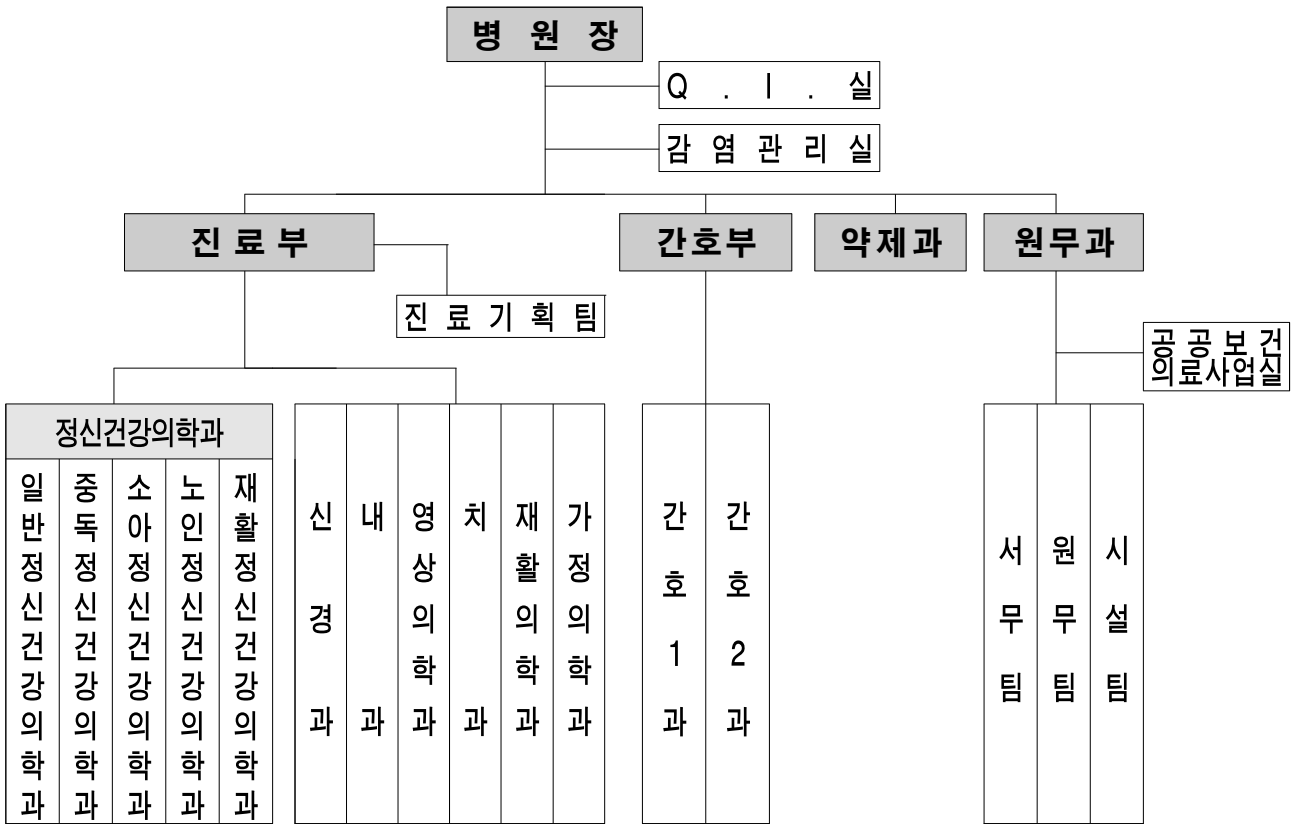 병 원 장
Q . I . 실
감 염 관 리 실
진 료 부
간호부
약제과
원무과
진 료 기 획 팀
공 공 보 건
의료사업실
정신건강의학과
일반정신건강의학과
중독정신건강의학과
소아정신건강의학과
노인정신건강의학과
재활정신건강의학과
신경과
내과
영상의학과
치과
재활의학과
가정의학과
간호1과
간호2과
서무팀
원무팀
시설팀